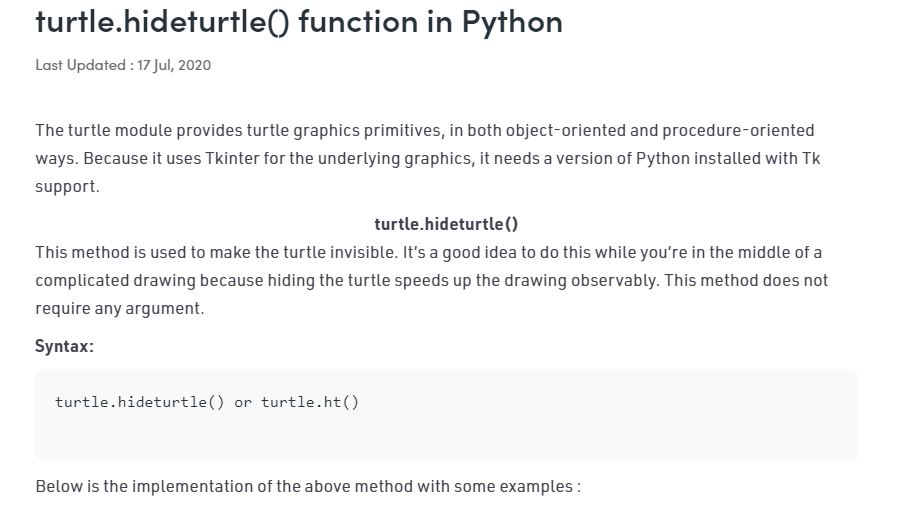 turtle.hideturtle() function in Python
Last Updated : 17 Jul, 2020
The turtle module provides turtle graphics primitives, in both object-oriented and procedure-oriented
ways. Because it uses Tkinter for the underlying graphics, it needs a version of Python installed with Tk
support.
turtle.hideturtle()
This method is used to make the turtle invisible. It’s a good idea to do this while you’re in the middle of a
complicated drawing because hiding the turtle speeds up the drawing observably. This method does not
require any argument.
Syntax:
turtle.hideturtle() or turtle.ht()
Below is the implementation of the above method with some examples :